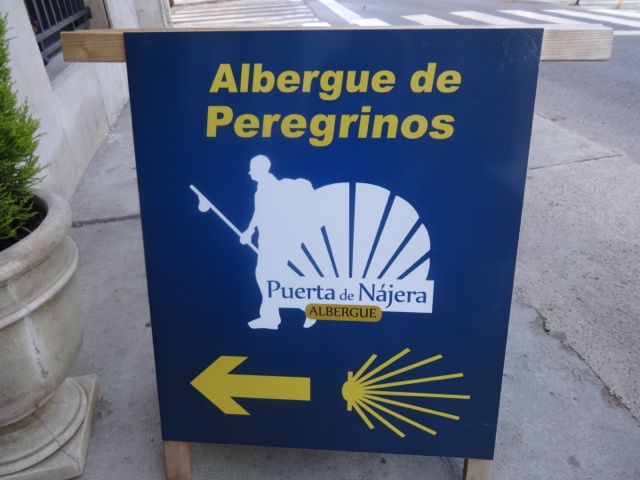 Albergue de
Peregrinos
Puerta de Nájera
ALBERGUE